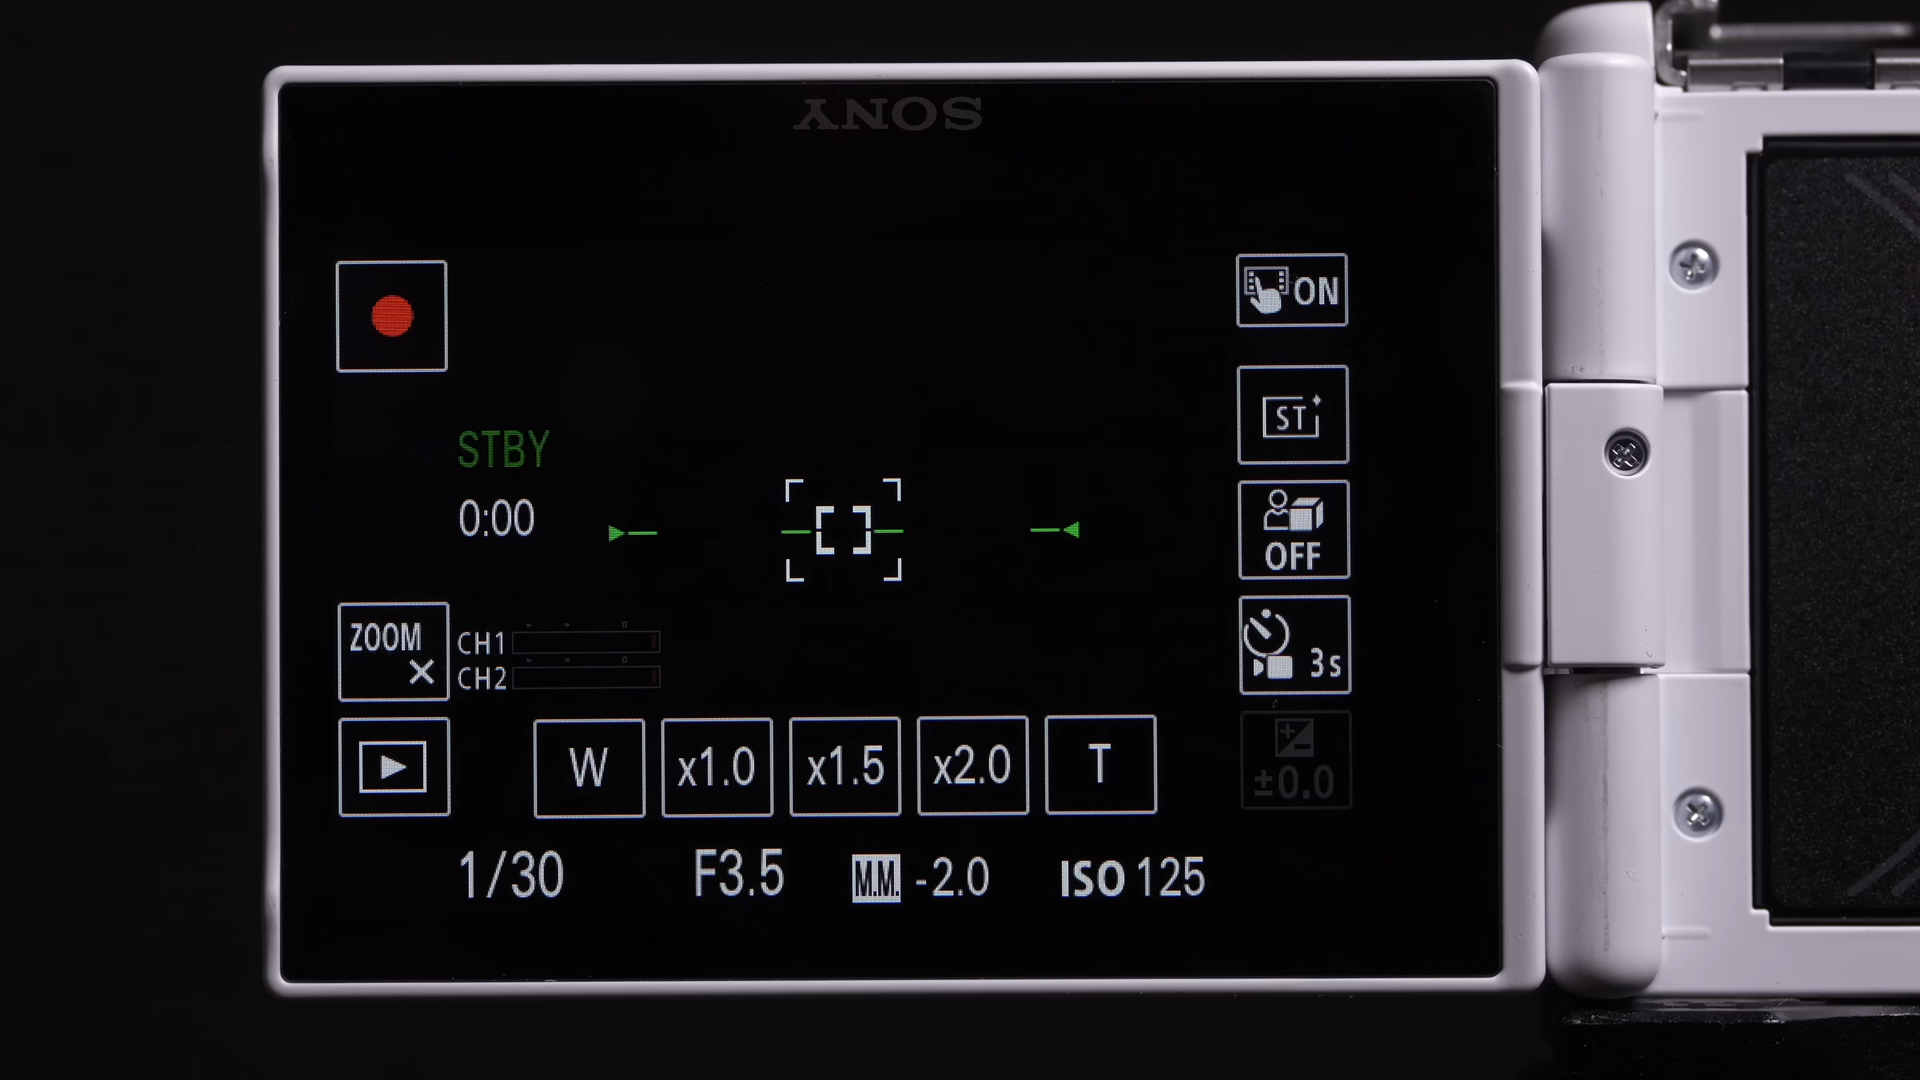 SONY
ON
ST
STBY
0:00
OFF
ZOOM
CH1
CH2
3s
W
x1.0
x1.5
x2.0
T
±0.0
1/30
F3.5
M.M.
-2.0
ISO 125